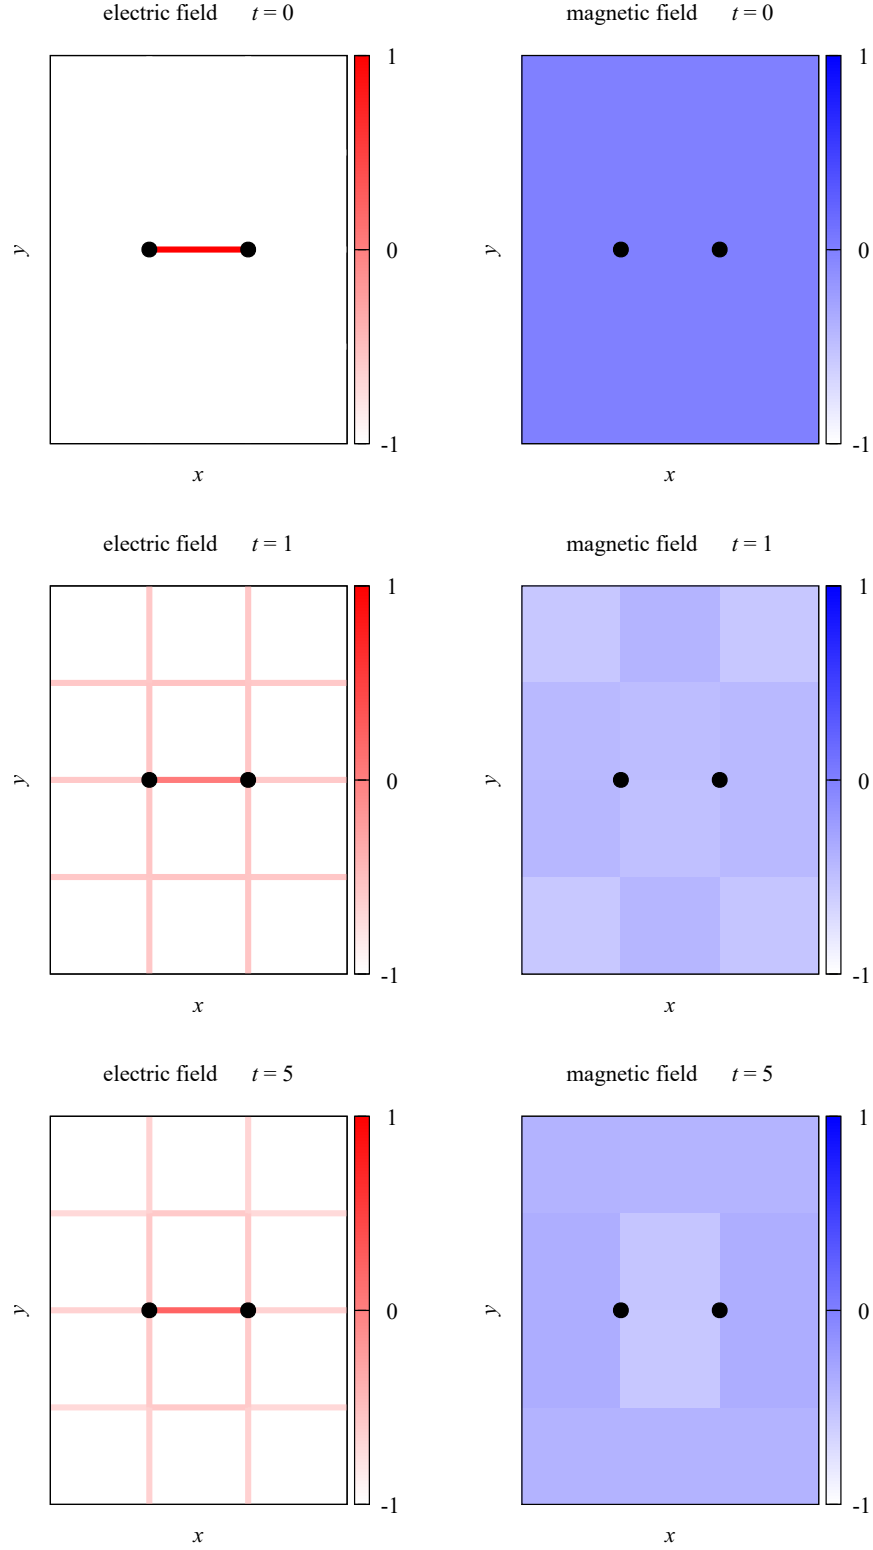 electric field t = 0
1
y
0
-1
x
magnetic field t = 0
1
y
0
-1
x
electric field t = 1
1
y
0
-1
x
magnetic field t = 1
1
y
0
-1
x
electric field t = 5
1
y
0
-1
x
magnetic field t = 5
1
y
0
-1
x